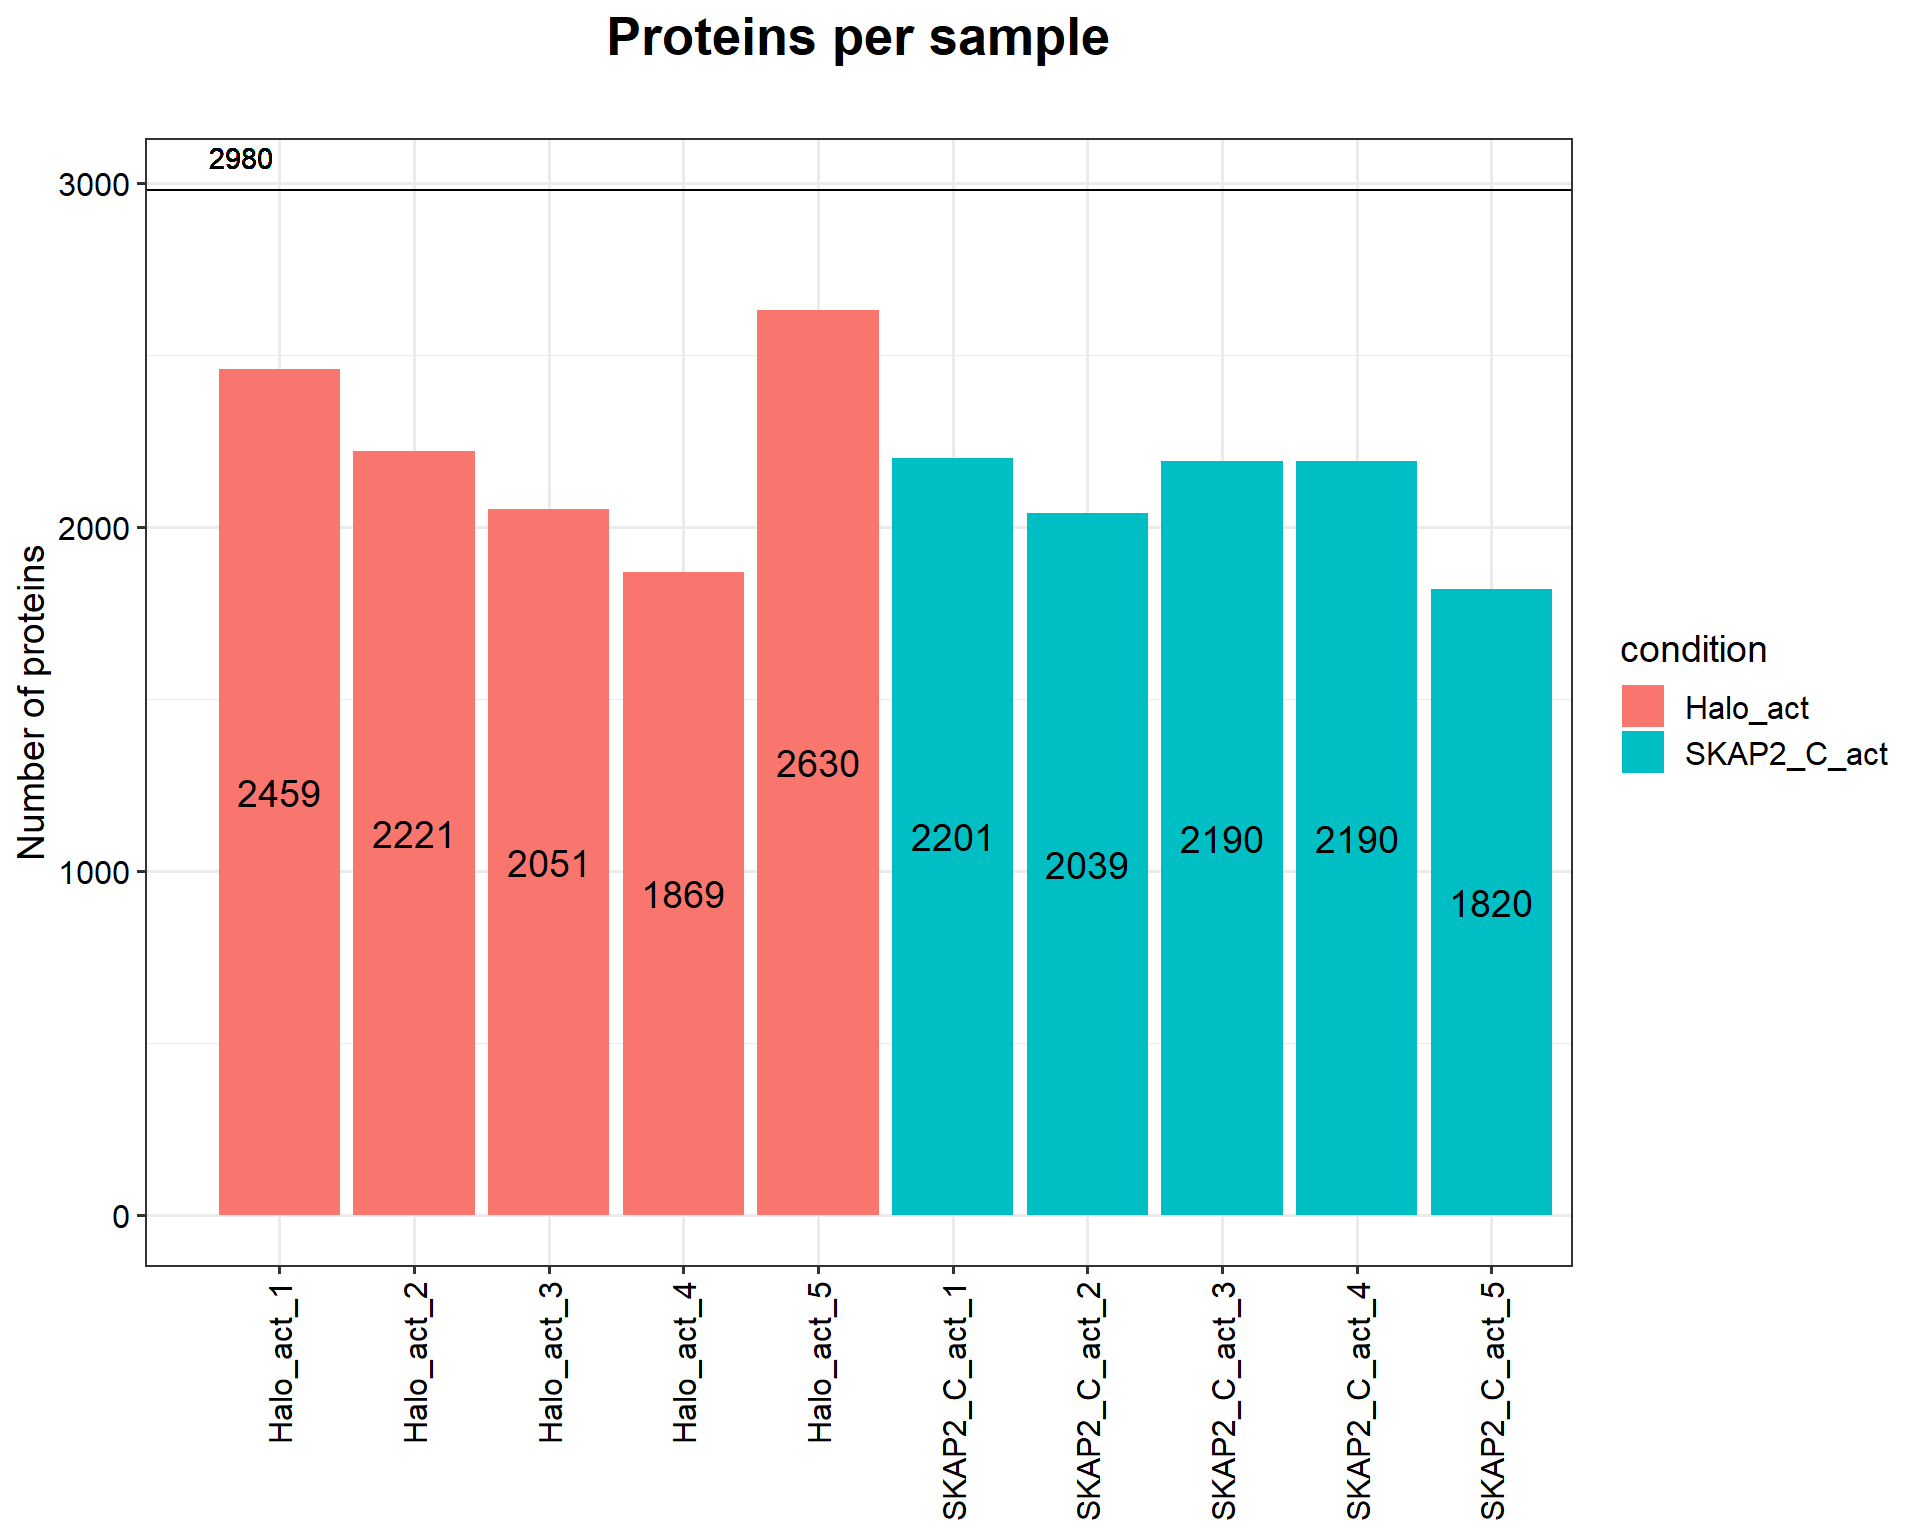 Proteins per sample
2980
3000
2000
1000
0
Number of proteins
2459
2221
2051
1869
2630
2201
2039
2190
2190
1820
Halo_act_1
Halo_act_2
Halo_act_3
Halo_act_4
Halo_act_5
SKAP2_C_act_1
SKAP2_C_act_2
SKAP2_C_act_3
SKAP2_C_act_4
SKAP2_C_act_5
condition
Halo_act
SKAP2_C_act